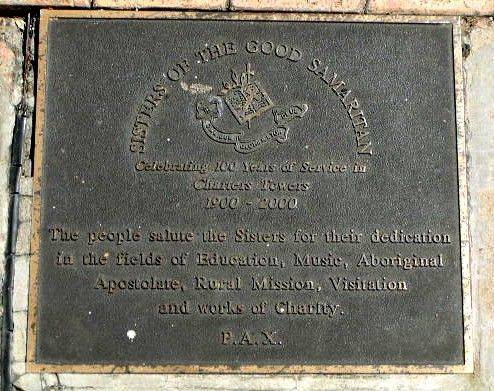 SISTERS OF THE GOOD SAMARITAN
Celebrating 100 Years of Service in
Charters Towers
1900 - 2000
The people salute the Sisters for their dedication
in the fields of Education, Music, Aboriginal
Apostolate, Rural Mission, Visitation
and works of Charity.
P.A.X.